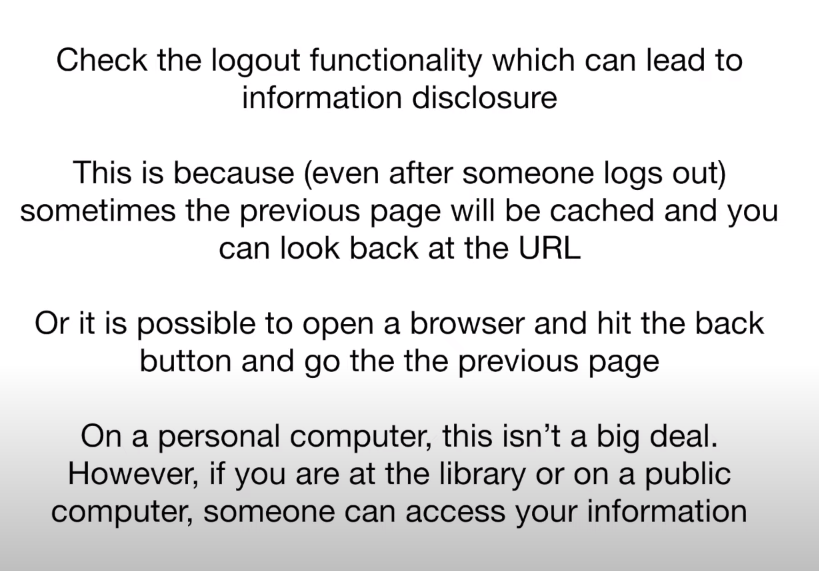 Check the logout functionality which can lead to
information disclosure
This is because (even after someone logs out)
sometimes the previous page will be cached and you
can look back at the URL
Or it is possible to open a browser and hit the back
button and go the the previous page
On a personal computer, this isn’t a big deal.
However, if you are at the library or on a public
computer, someone can access your information